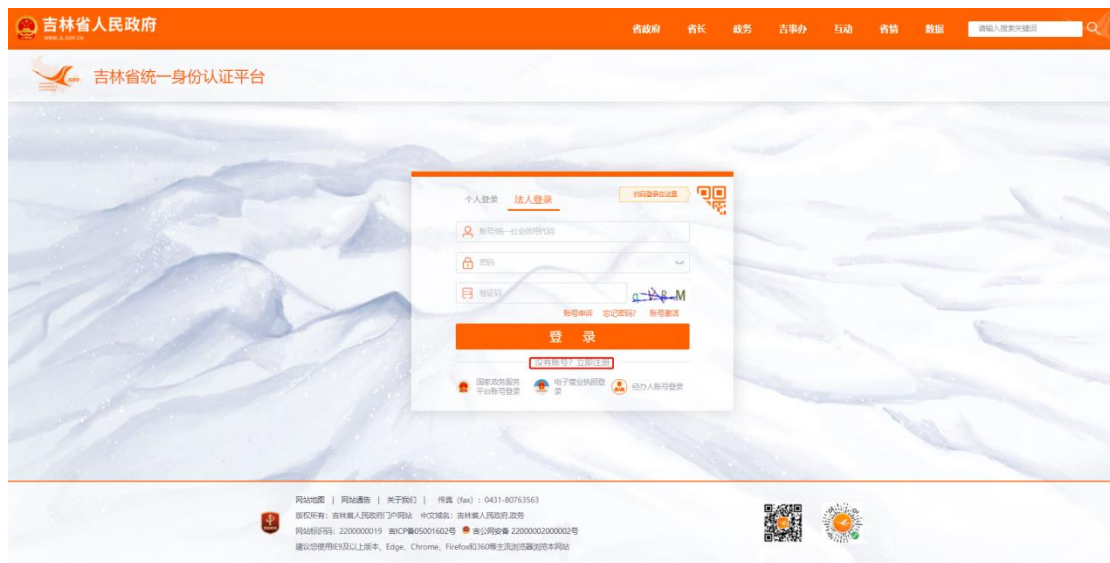 吉林省人民政府
WWW.JL.GOV.CN
省政府 省长 政务 吉事办 互动 省情 数据 请输入搜索关键词
GOV 吉林省统一身份认证平台
个人登录 法人登录 扫码登录在这里
账号/统一社会信用代码
密码
验证码
账号申诉 忘记密码? 账号激活
登 录
没有账号? 立即注册
国家政务服务平台账号登录 电子营业执照登录 经办人账号登录
网站地图 | 网站通告 | 关于我们 | 传真 (fax) : 0431-80763563
版权所有: 吉林省人民政府门户网站 中文域名: 吉林省人民政府.政务
网站标识码: 2200000019 吉ICP备05001602号 吉公网安备 22000002000002号
建议您使用IE9及以上版本、Edge、Chrome、Firefox和360等主流浏览器浏览本网站